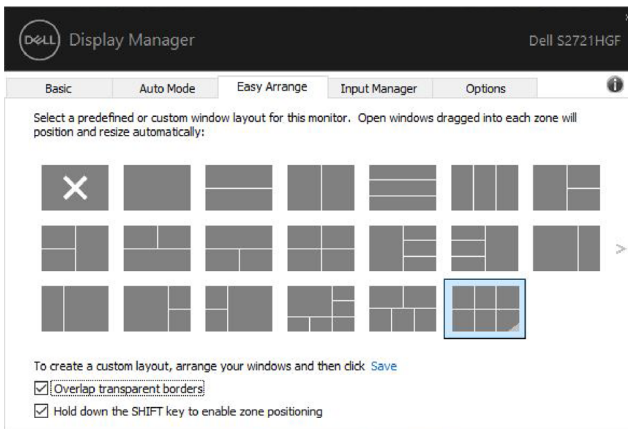 DELL Display Manager Dell S2721HGF
Basic Auto Mode Easy Arrange Input Manager Options
Select a predefined or custom window layout for this monitor. Open windows dragged into each zone will
position and resize automatically:
To create a custom layout, arrange your windows and then click Save
Overlap transparent borders
Hold down the SHIFT key to enable zone positioning